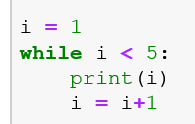 i = 1
while i < 5:
    print(i)
    i = i+1